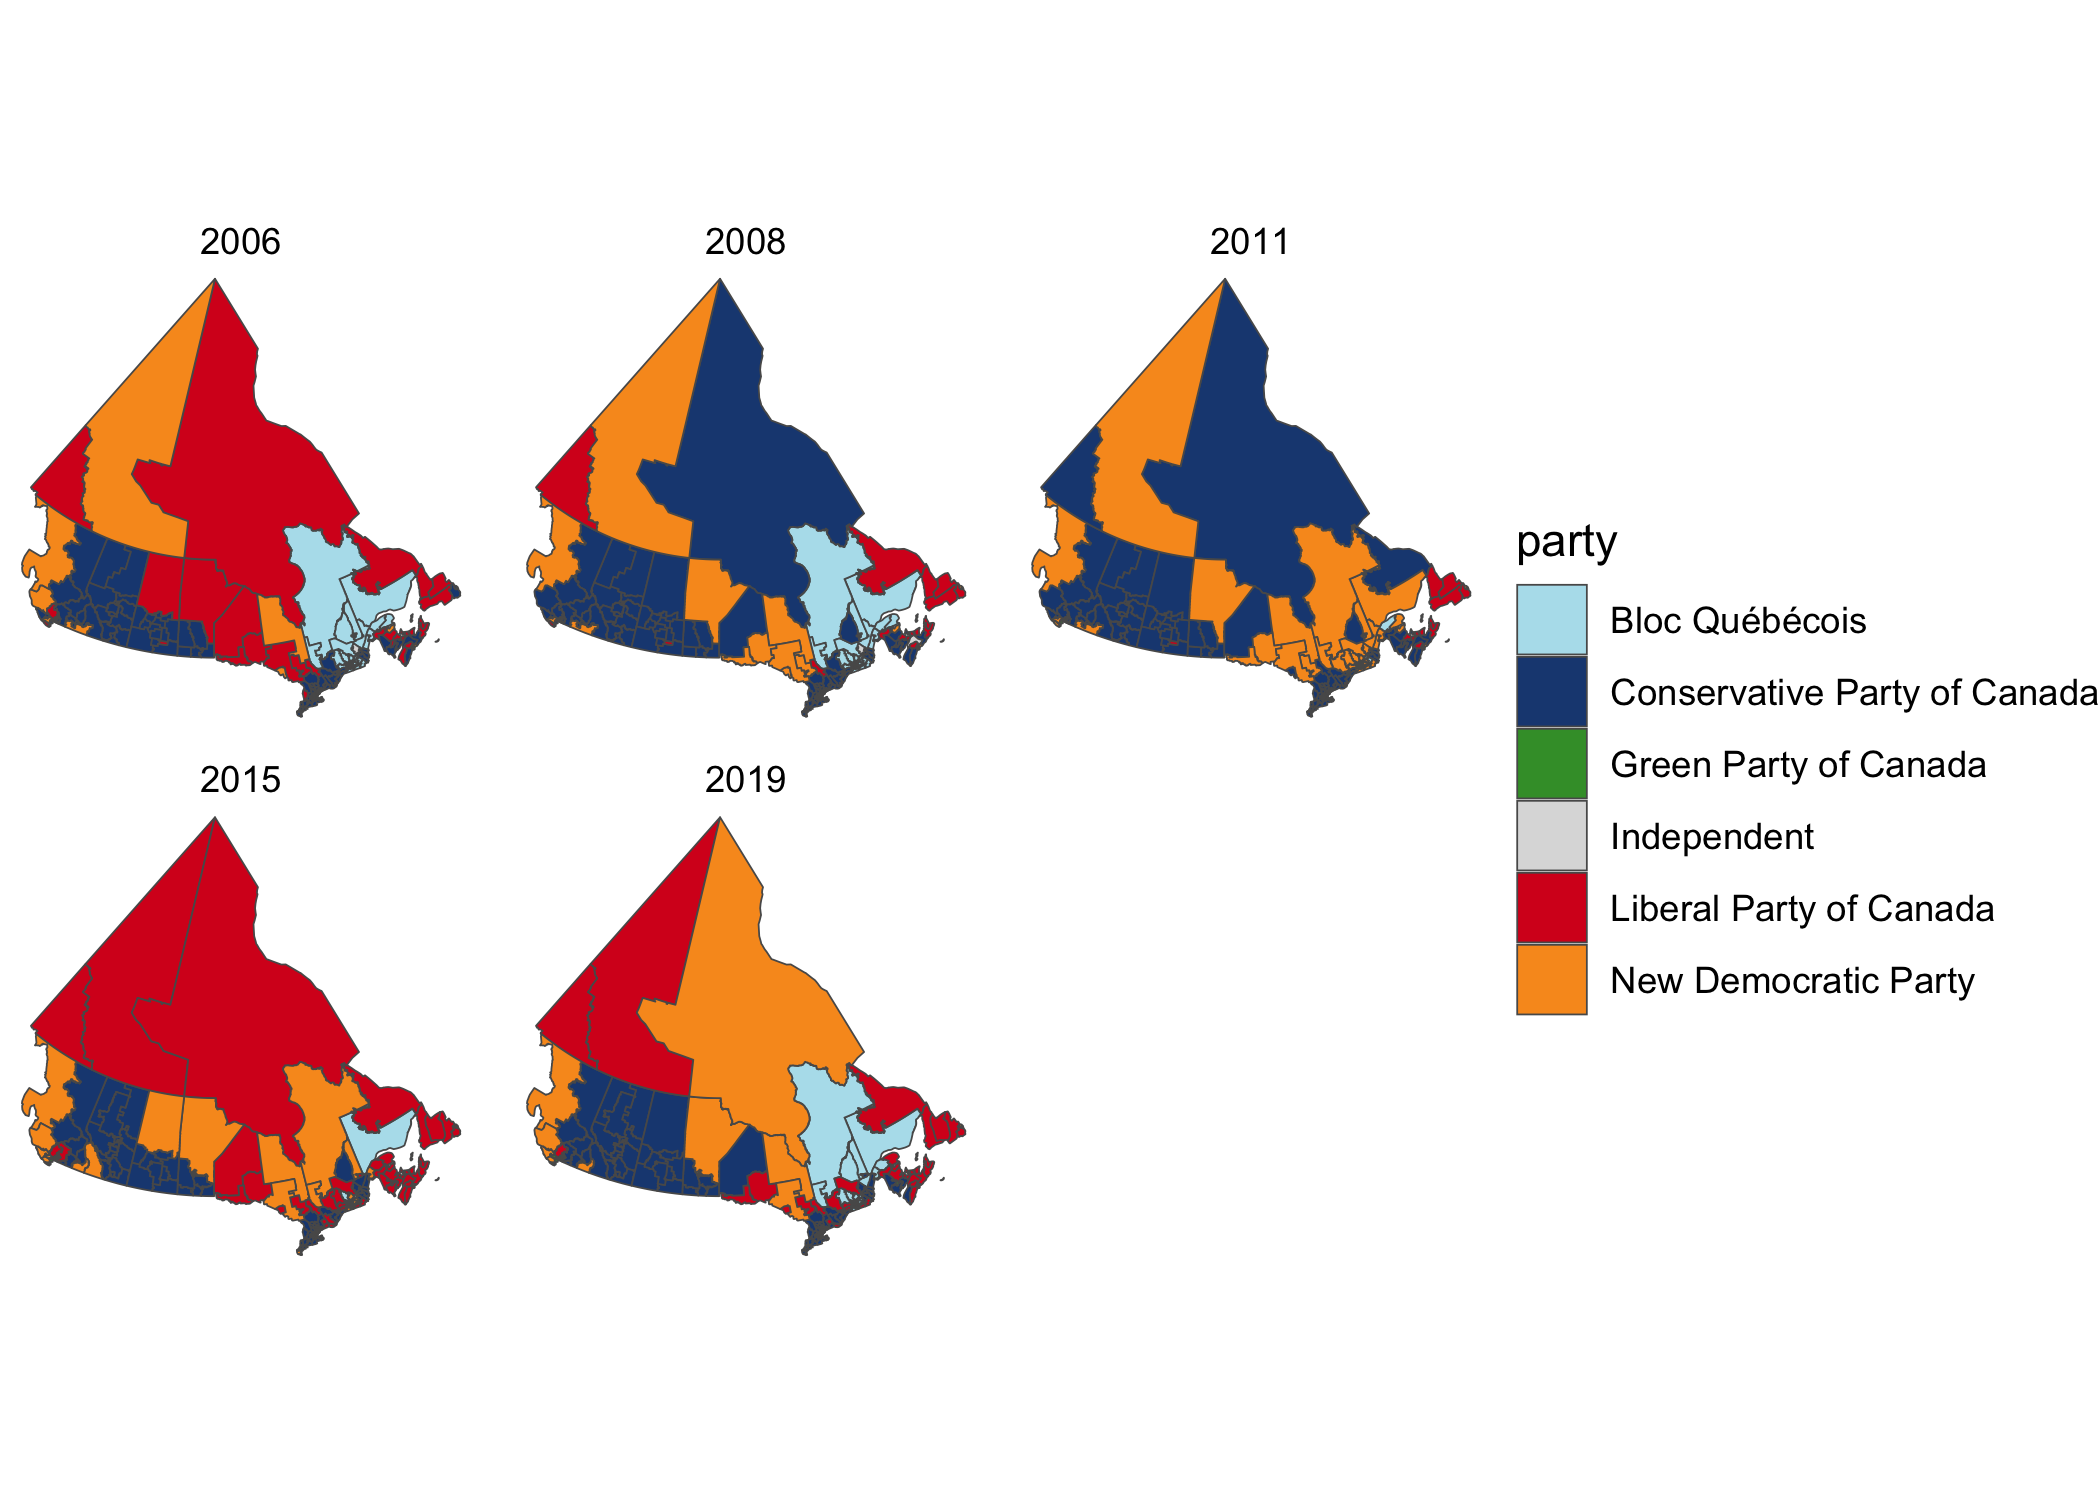 2006
2008
2011
2015
2019
party
Bloc Québécois
Conservative Party of Canada
Green Party of Canada
Independent
Liberal Party of Canada
New Democratic Party